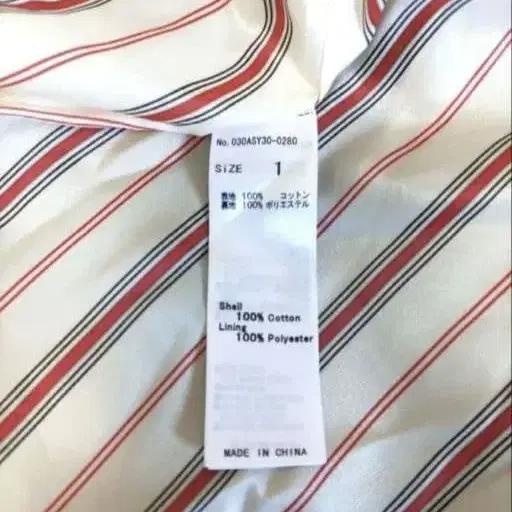 No. 030ASY30-0280
SIZE 1
表地 100% コットン
裏地 100% ポリエステル
Shell
100% Cotton
Lining
100% Polyester
MADE IN CHINA